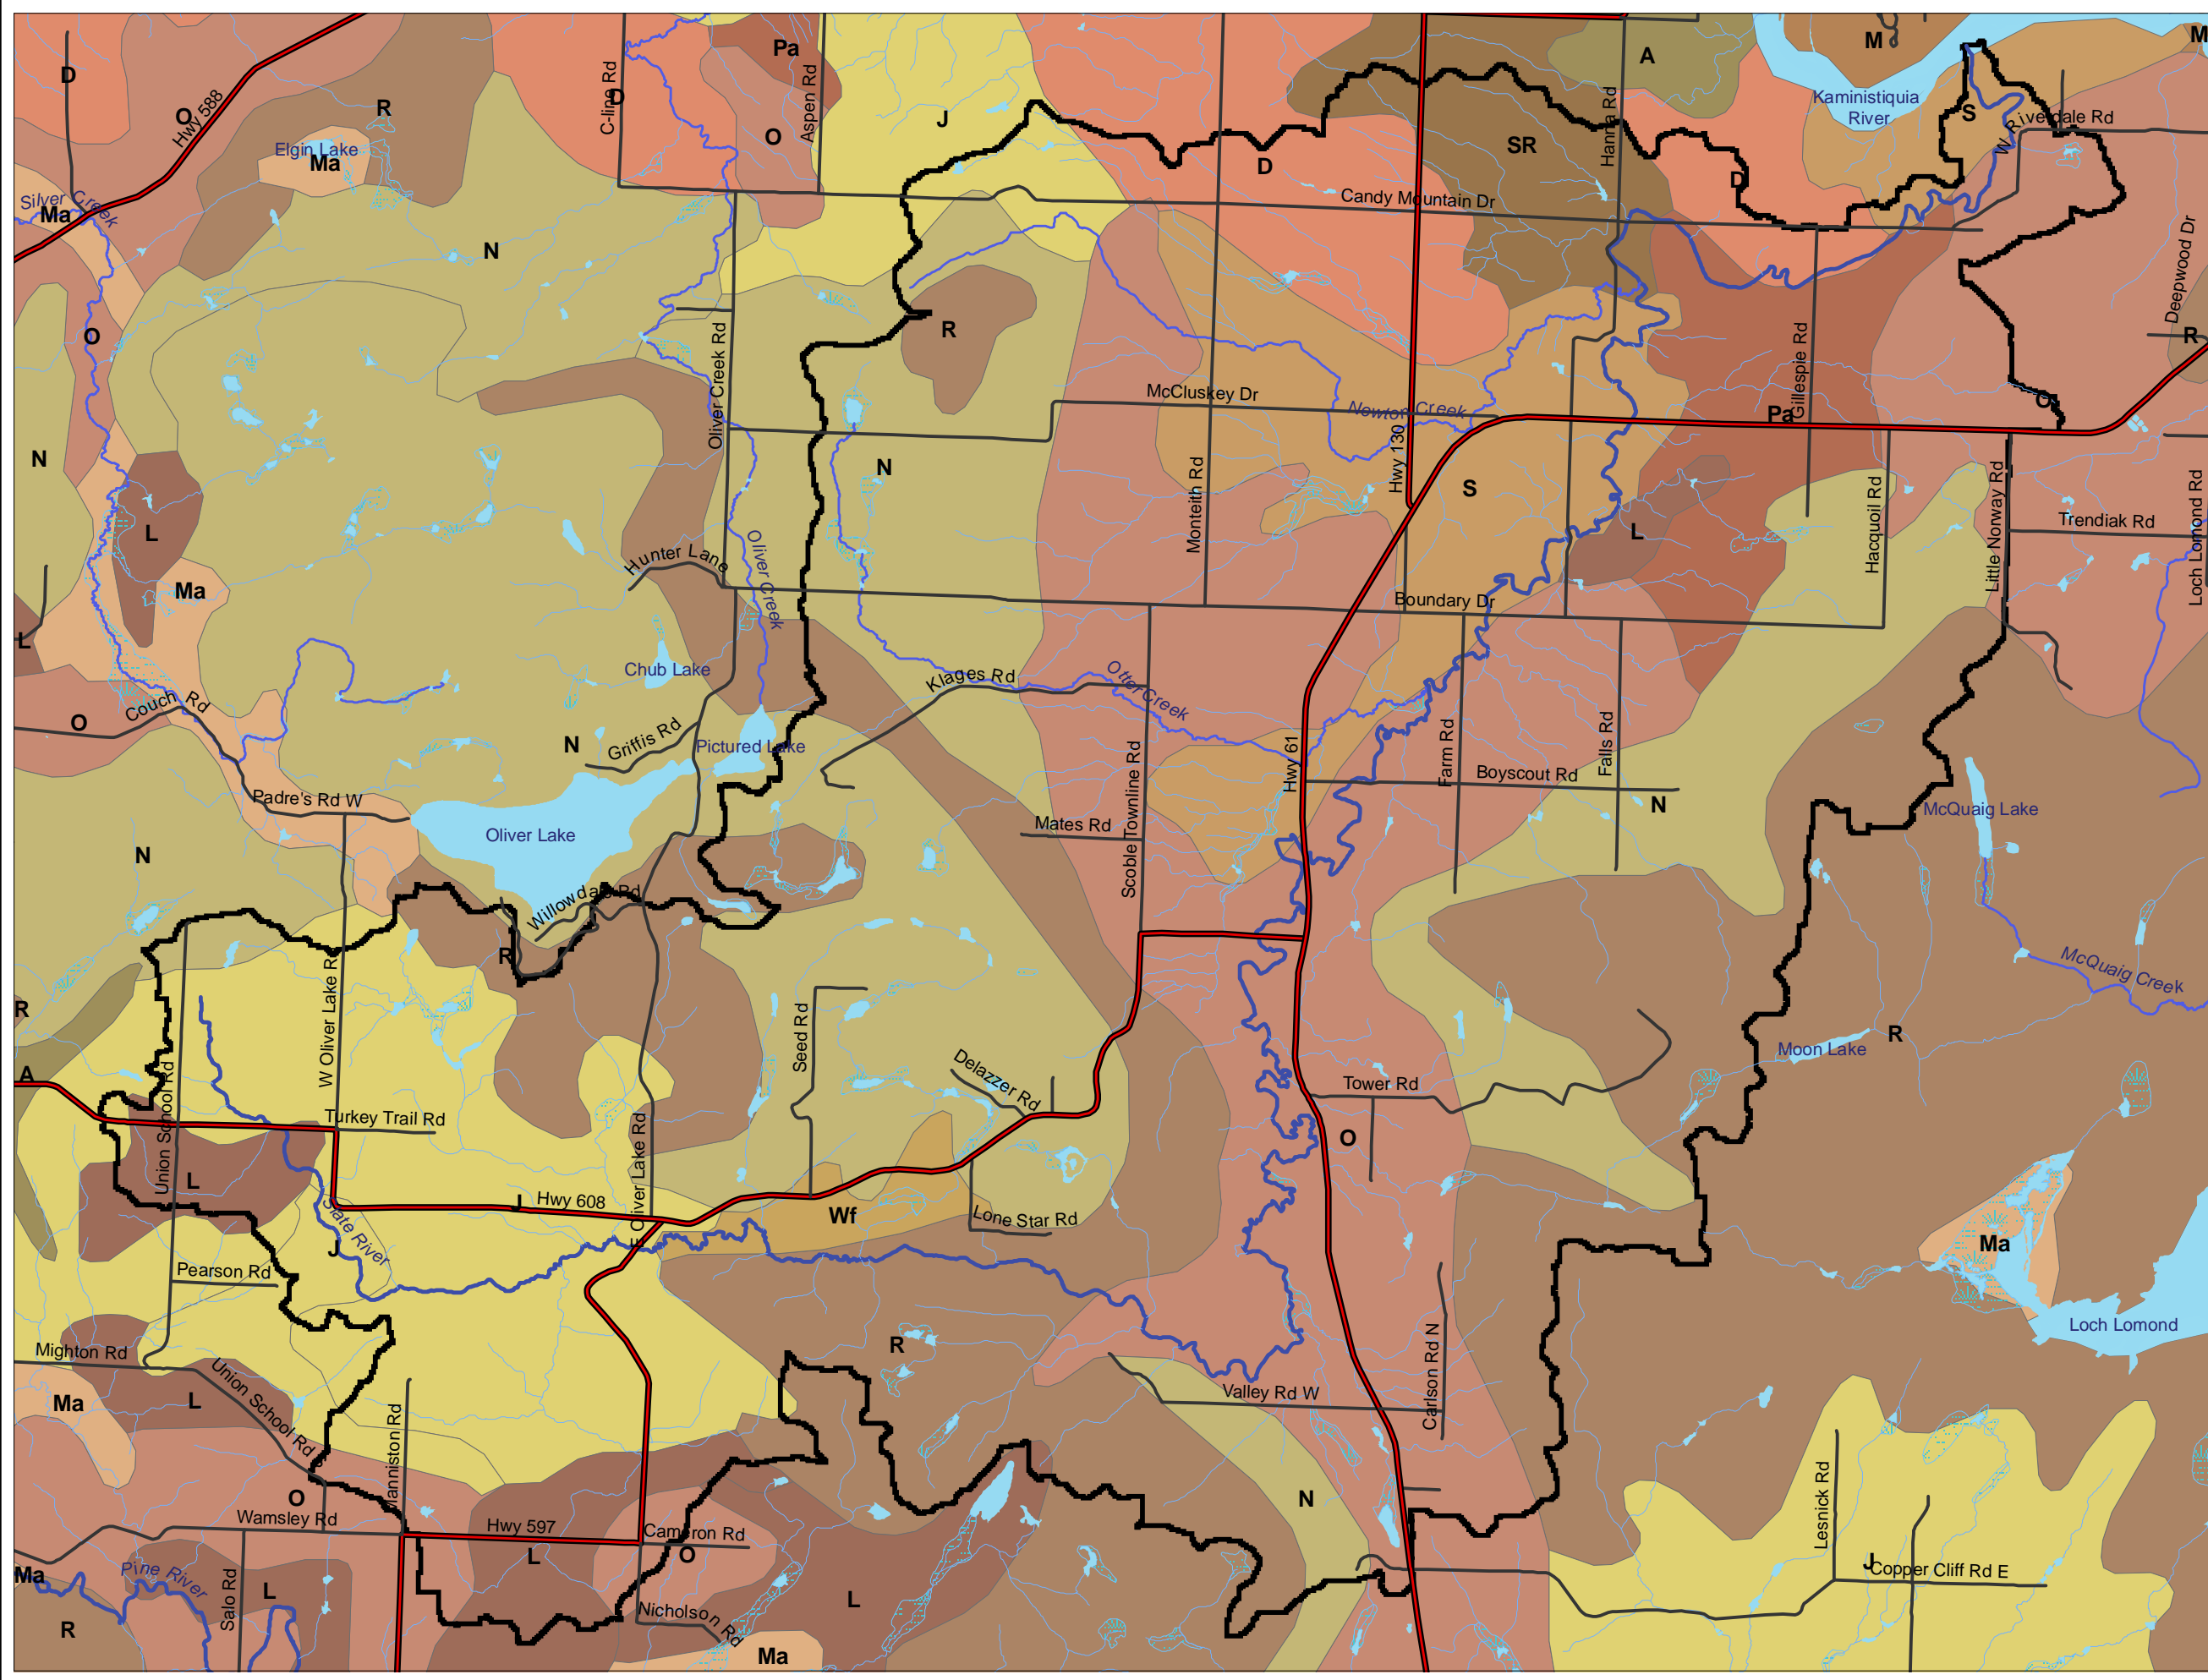 D
O
Hwy 588
R
Elgin Lake
Ma
C-line Rd
D
Pa
Aspen Rd
O
J
D
SR
Hanna Rd
A
M
M
Kaministiquia
River
S
W Riverdale Rd
D
Candy Mountain Dr
Silver Creek
Ma
N
O
R
Deepwood Dr
R
Oliver Creek Rd
McCluskey Dr
Newton Creek
Gillespie Rd
Pa
O
Hwy 130
N
N
Monteith Rd
S
Hacquoil Rd
Little Norway Rd
Loch Lomond Rd
Trendiak Rd
L
L
Hunter Lane
Oliver Creek
Ma
Boundary Dr
L
Chub Lake
Klages Rd
Otter Creek
Couch Rd
O
N
Griffis Rd
Pictured Lake
Hwy 61
Farm Rd
Falls Rd
Boyscout Rd
N
McQuaig Lake
Padre's Rd W
Oliver Lake
Mates Rd
Scoble Townline Rd
N
Willowdale Rd
R
W Oliver Lake R
McQuaig Creek
R
Seed Rd
Moon Lake
R
Delazzer Rd
Tower Rd
A
Union School Rd
Turkey Trail Rd
O
E Oliver Lake Rd
L
J
Hwy 608
Wf
Lone Star Rd
Slate River
J
Ma
Pearson Rd
Loch Lomond
R
Mighton Rd
Union School Rd
Ma
L
Valley Rd W
Carlson Rd N
Manniston Rd
O
N
Lesnick Rd
Wamsley Rd
Hwy 597
Cameron Rd
L
O
J
Copper Cliff Rd E
Ma
Pine River
Salo Rd
L
L
Nicholson Rd
R
Ma